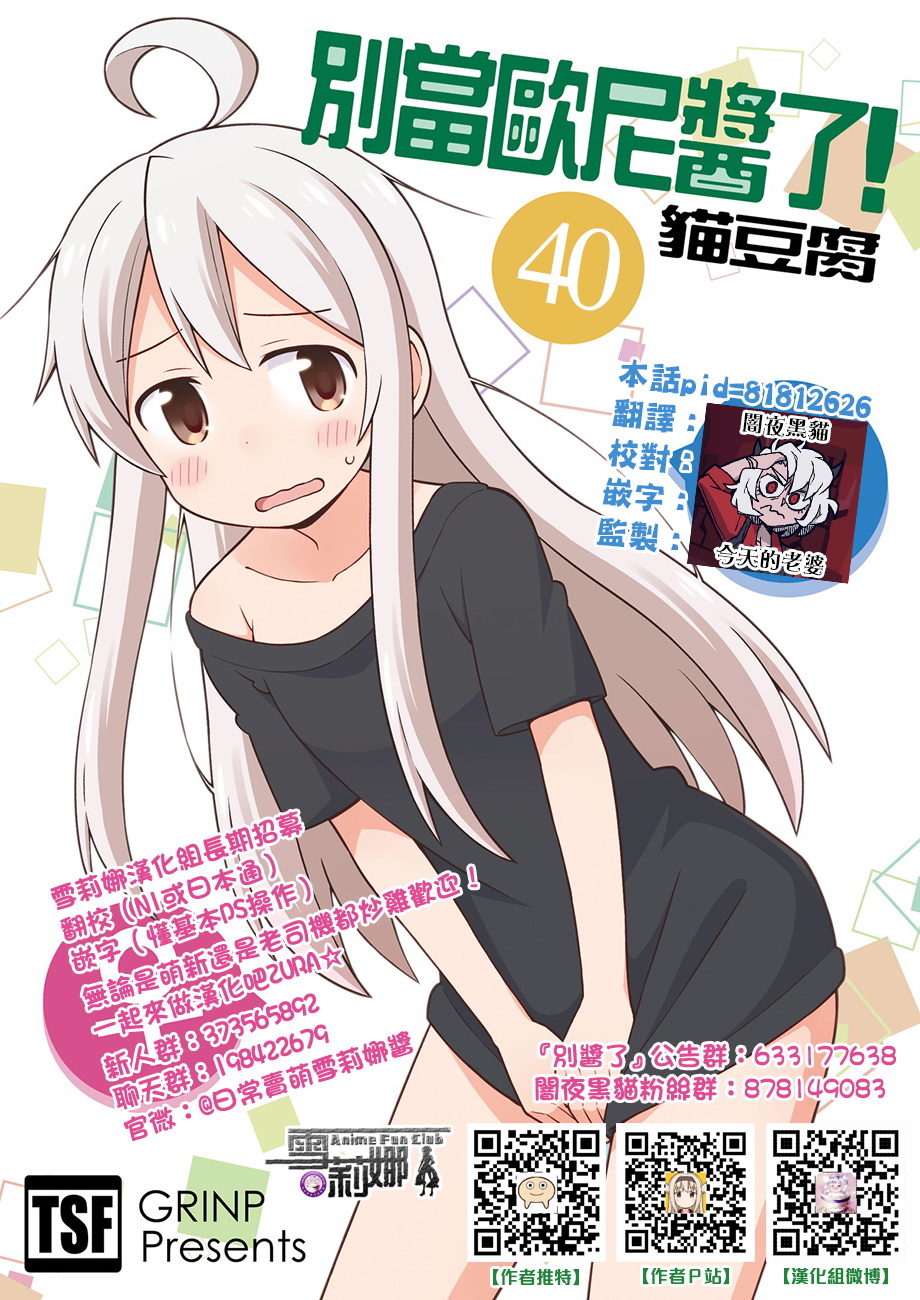 別當歐尼醬了!
貓豆腐
40
本話pid=81812626
翻譯：
校對：
嵌字：
監製：
闇夜黑貓
今天的老婆
雪莉娜漢化組長期招募
翻校（N1或日本通）
嵌字（懂基本PS操作）
無論是萌新還是老司機都炒雞歡迎！
一起來做漢化吧ZURA☆
新人群：373565892
聊天群：198422679
官微：@日常賣萌雪莉娜醬
『別醬了』公告群：633177638
闇夜黑貓粉絲群：878149083
Anime Fun Club
雪莉娜
TSF
GRINP
Presents
【作者推特】
【作者P站】
【漢化組微博】